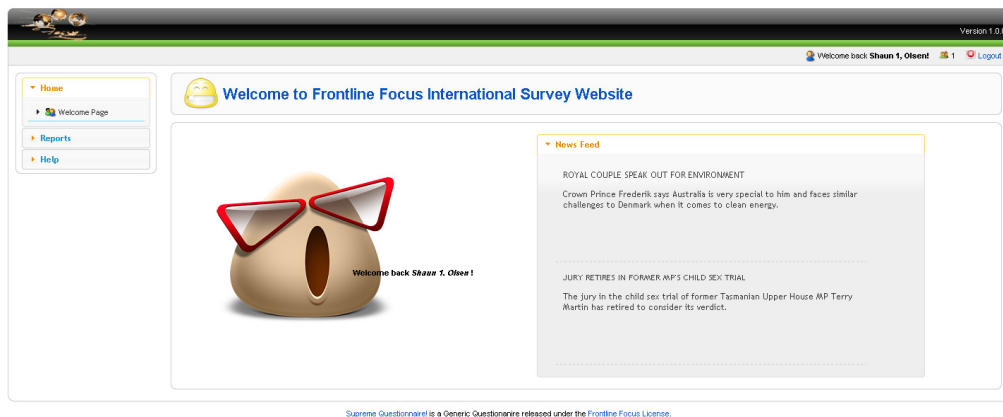 Version 1.0.
Welcome back Shaun 1, Olsen! 1 Logout
Home
Welcome Page
Reports
Help
Welcome to Frontline Focus International Survey Website
Welcome back Shaun 1. Olsen !
News Feed
ROYAL COUPLE SPEAK OUT FOR ENVIRONMENT
Crown Prince Frederik says Australia is very special to him and faces similar
challenges to Denmark when it comes to clean energy.
JURY RETIRES IN FORMER MP'S CHILD SEX TRIAL
The jury in the child sex trial of former Tasmanian Upper House MP Terry
Martin has retired to consider its verdict.
Supreme Questionnaire! is a Generic Questionanire released under the Frontline Focus License.